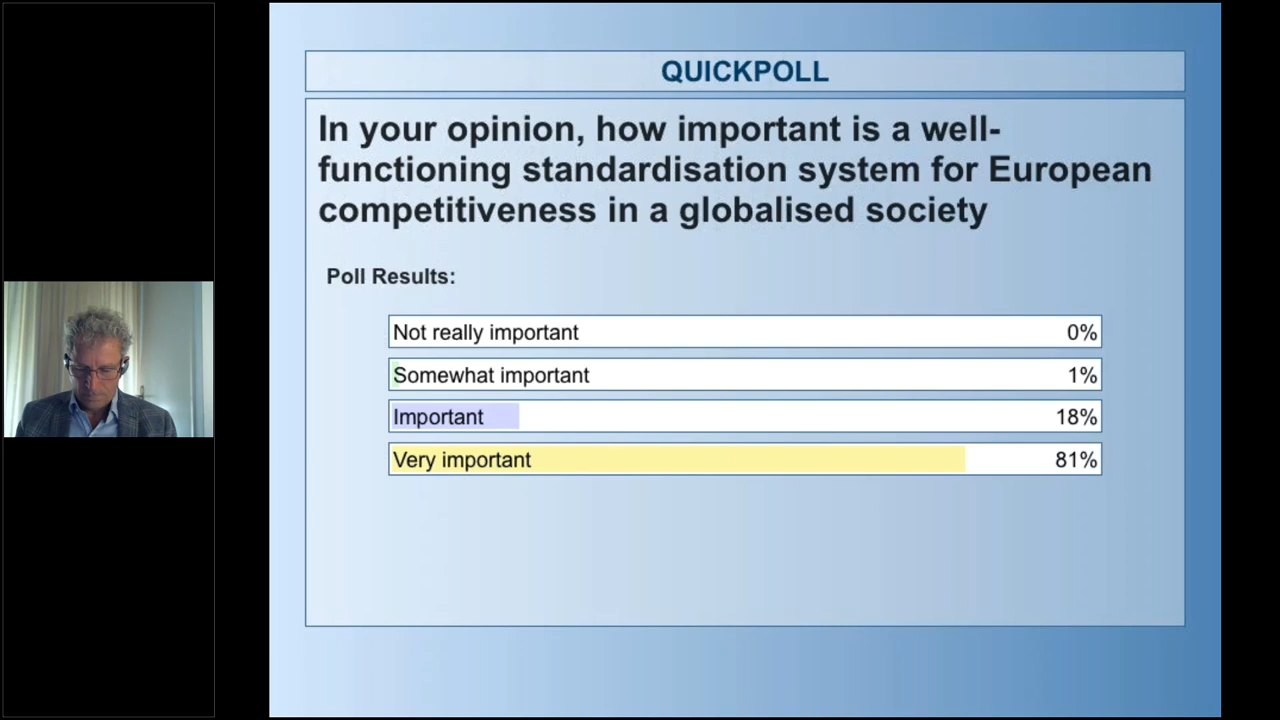 QUICKPOLL
In your opinion, how important is a well-
functioning standardisation system for European
competitiveness in a globalised society
Poll Results:
Not really important 0%
Somewhat important 1%
Important 18%
Very important 81%